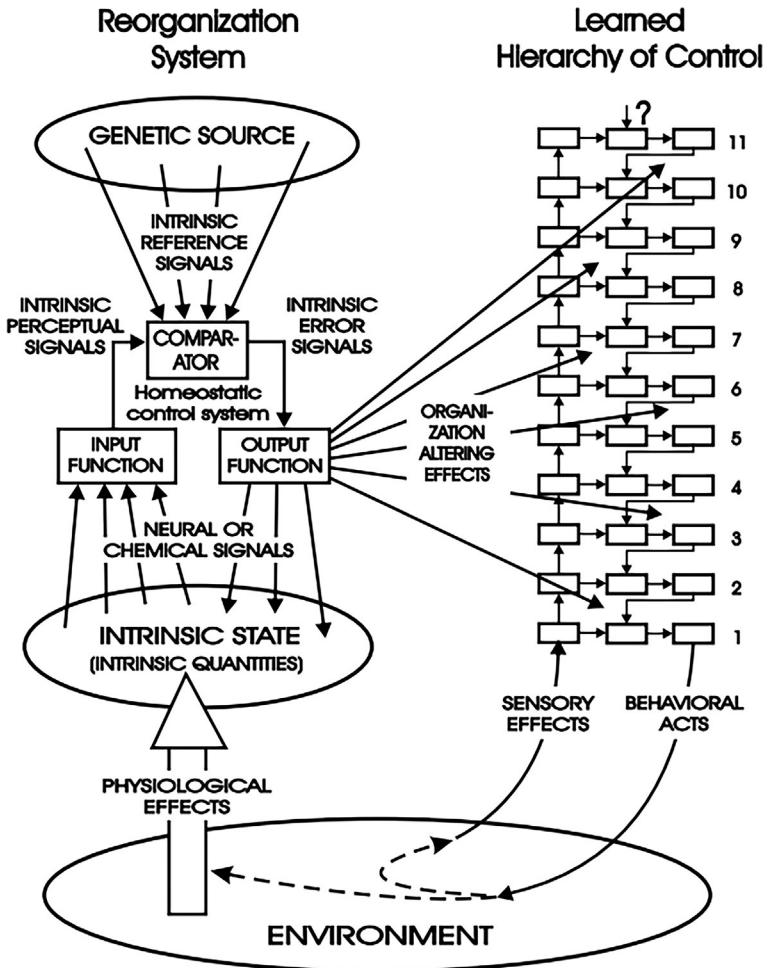 Reorganization
System
Learned
Hierarchy of Control
GENETIC SOURCE
INTRINSIC
REFERENCE
SIGNALS
INTRINSIC
PERCEPTUAL
SIGNALS
COMPAR-
ATOR
INTRINSIC
ERROR
SIGNALS
Homeostatic
control system
INPUT
FUNCTION
OUTPUT
FUNCTION
NEURAL OR
CHEMICAL SIGNALS
INTRINSIC STATE
(INTRINSIC QUANTITIES)
PHYSIOLOGICAL
EFFECTS
ORGANI-
ZATION
ALTERING
EFFECTS
?
11
10
9
8
7
6
5
4
3
2
1
SENSORY
EFFECTS
BEHAVIORAL
ACTS
ENVIRONMENT